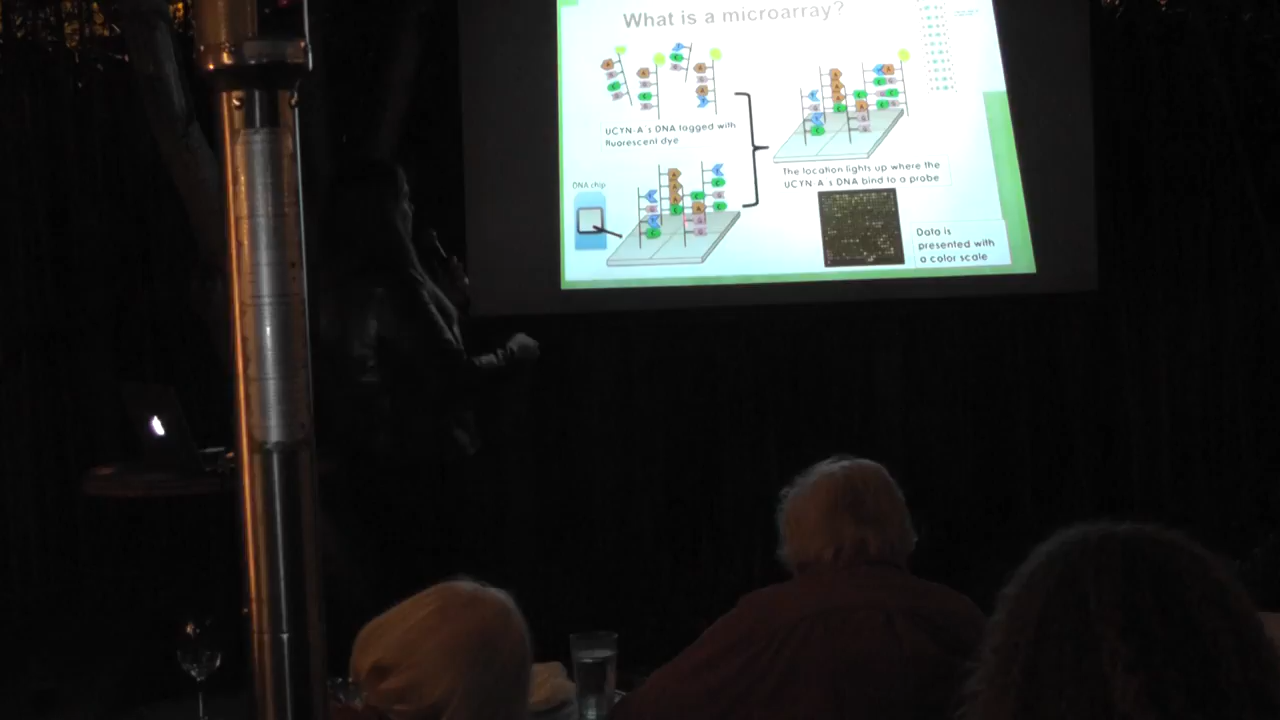 What is a microarray?
UCYN-A's DNA tagged with
fluorescent dye
DNA chip
The location lights up where the
UCYN-A's DNA bind to a probe
Data is
presented with
a color scale